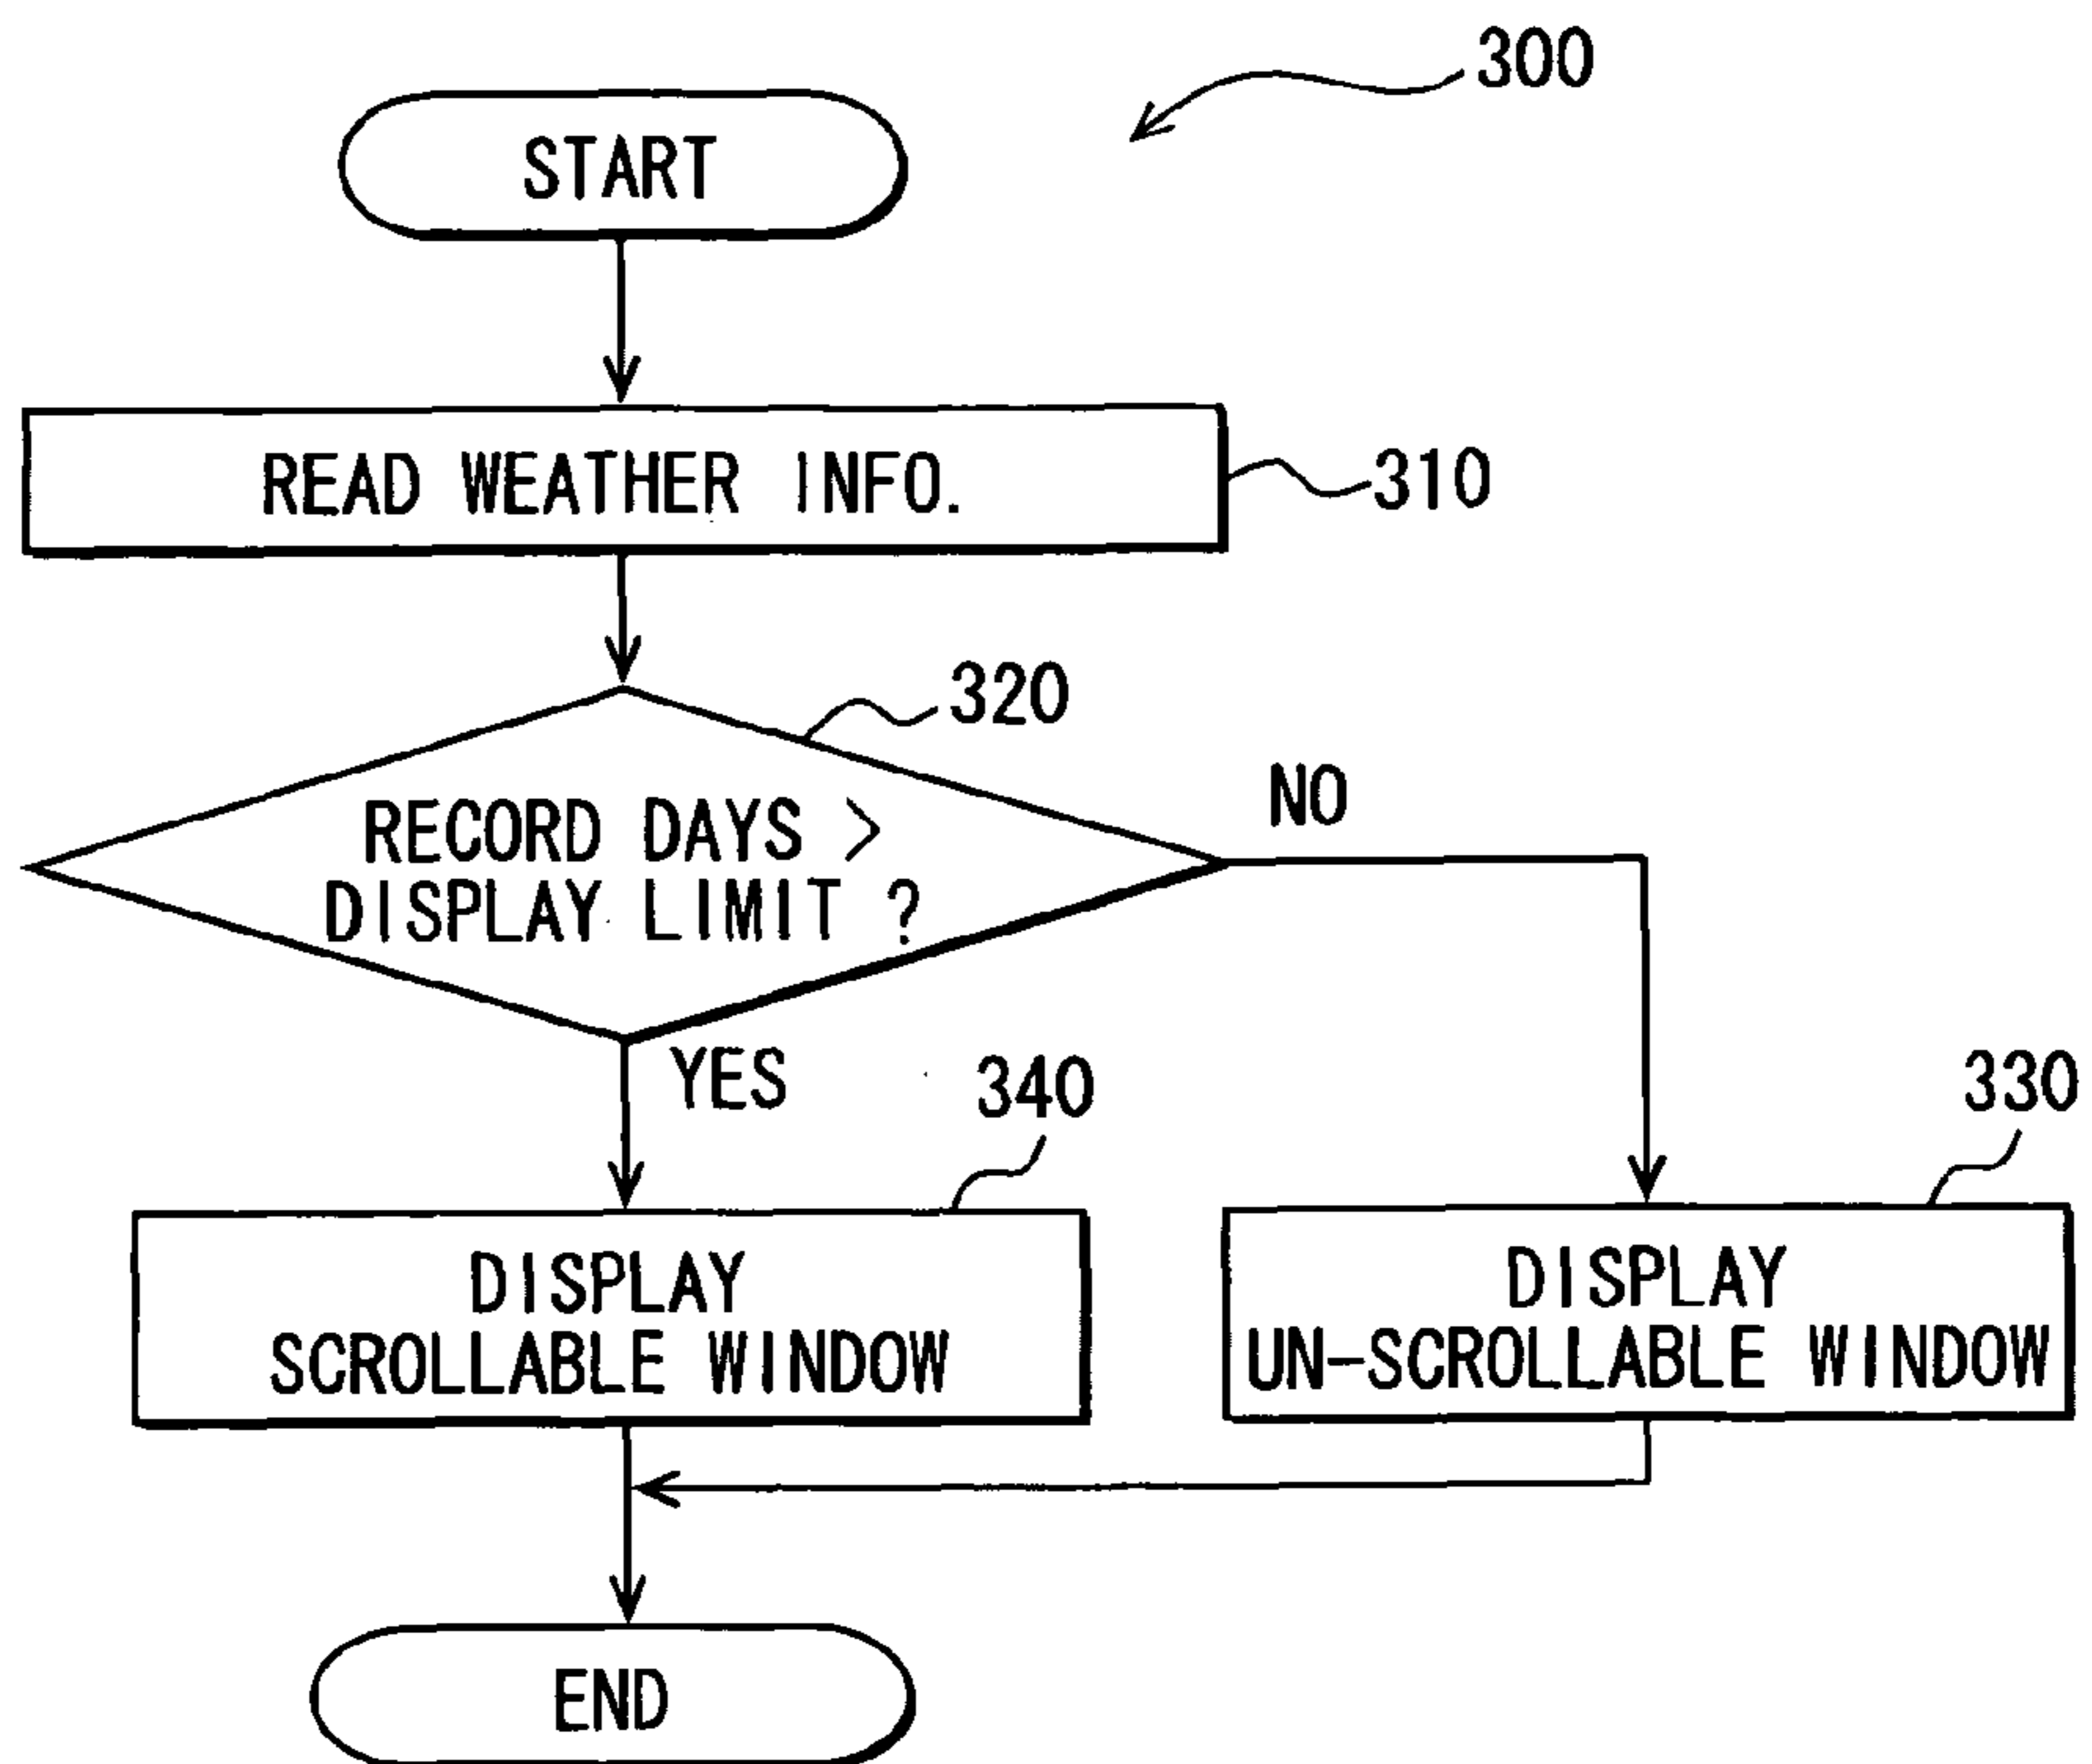 300
START
READ WEATHER INFO.
310
320
RECORD DAYS >
DISPLAY LIMIT ?
NO
YES
340
330
DISPLAY
SCROLLABLE WINDOW
DISPLAY
UN-SCROLLABLE WINDOW
END